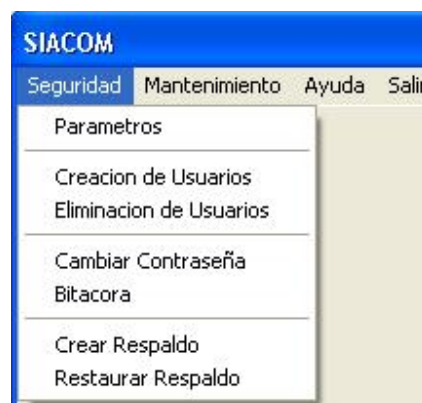 SIACOM
Seguridad Mantenimiento Ayuda
Parametros
Creacion de Usuarios
Eliminacion de Usuarios
Cambiar Contraseña
Bitacora
Crear Respaldo
Restaurar Respaldo